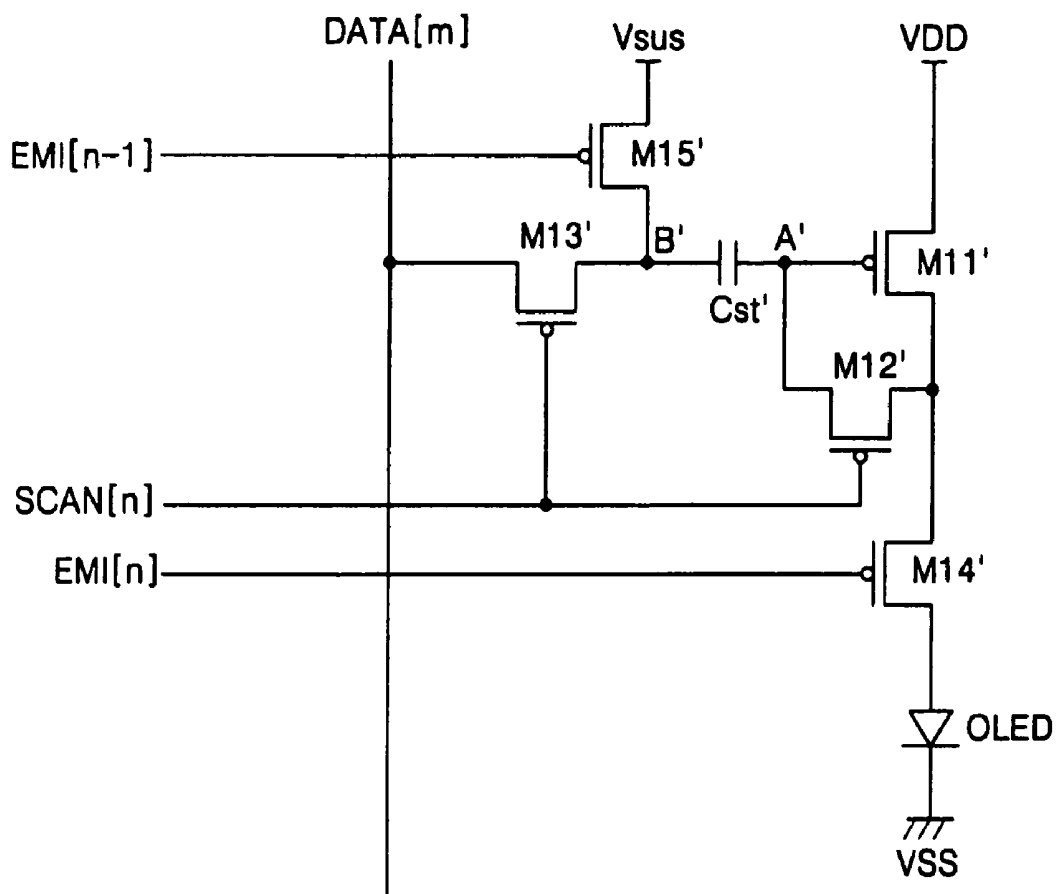 DATA[m]
Vsus
VDD
EMI[n-1]
M15'
M13'
B'
A'
M11'
Cst'
M12'
SCAN[n]
EMI[n]
M14'
OLED
VSS